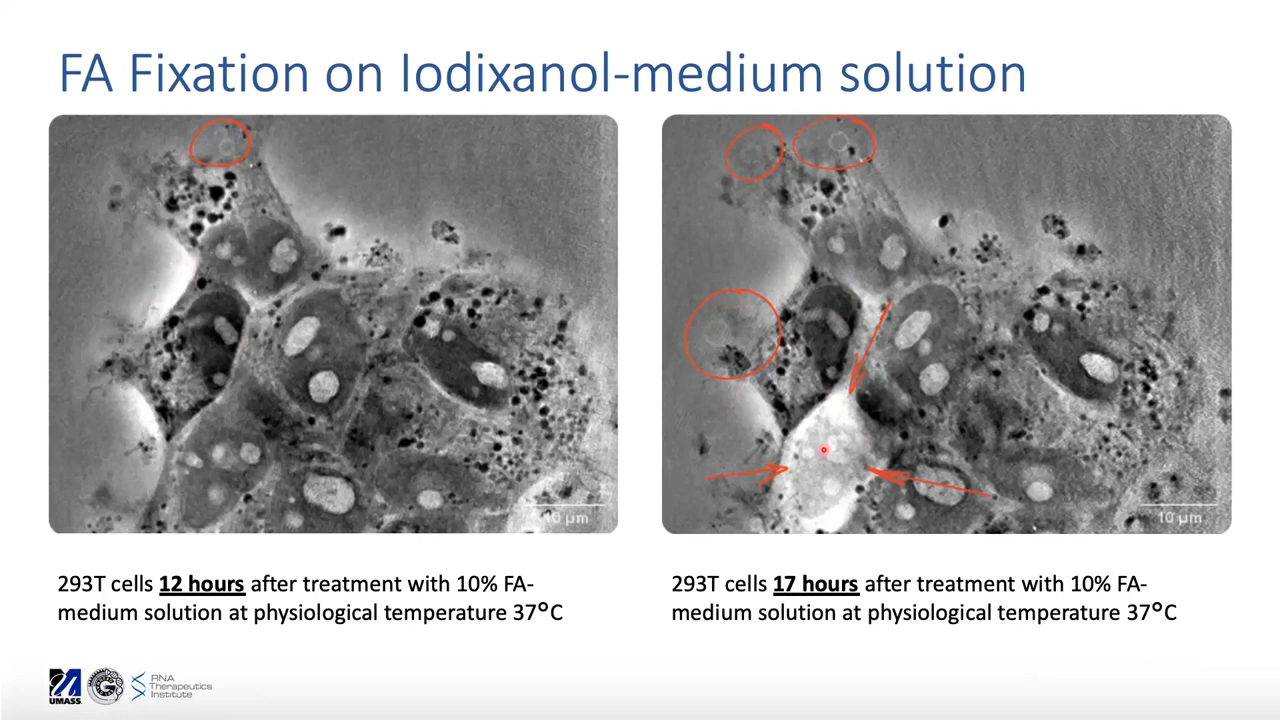 FA Fixation on Iodixanol-medium solution
10 μm
10 μm
293T cells 12 hours after treatment with 10% FA-
medium solution at physiological temperature 37°C
293T cells 17 hours after treatment with 10% FA-
medium solution at physiological temperature 37°C
UMASS
RNA
Therapeutics
Institute